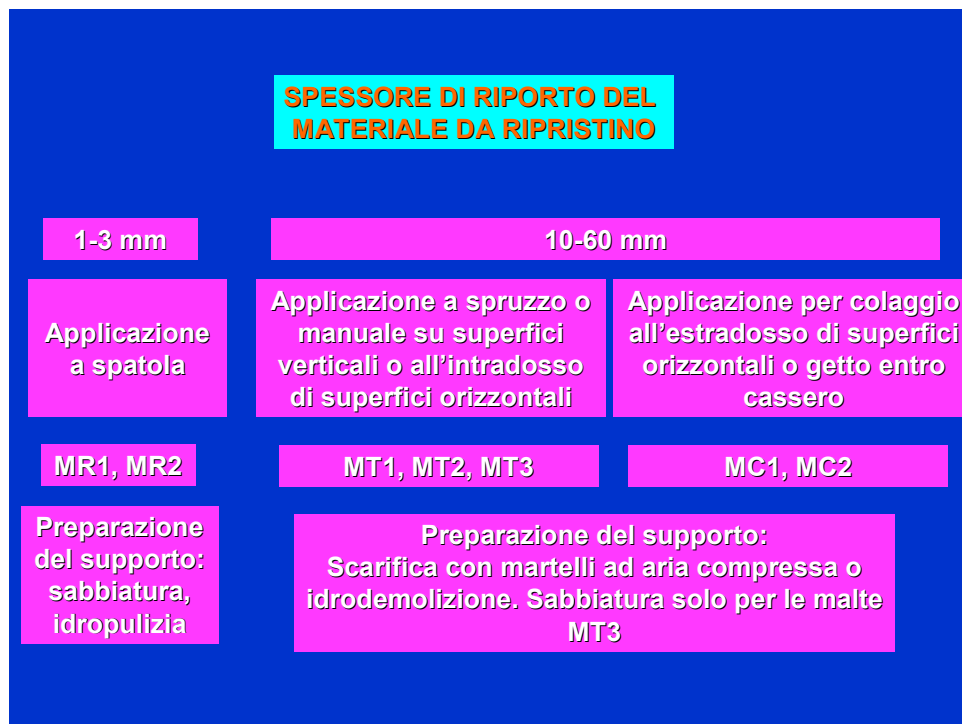 SPESSORE DI RIPORTO DEL
MATERIALE DA RIPRISTINO
1-3 mm
10-60 mm
Applicazione
a spatola
Applicazione a spruzzo o
manuale su superfici
verticali o all'intradosso
di superfici orizzontali
Applicazione per colaggio
all'estradosso di superfici
orizzontali o getto entro
cassero
MR1, MR2
MT1, MT2, MT3
MC1, MC2
Preparazione
del supporto:
sabbiatura,
idropulizia
Preparazione del supporto:
Scarifica con martelli ad aria compressa o
idrodemolizione. Sabbiatura solo per le malte
MT3